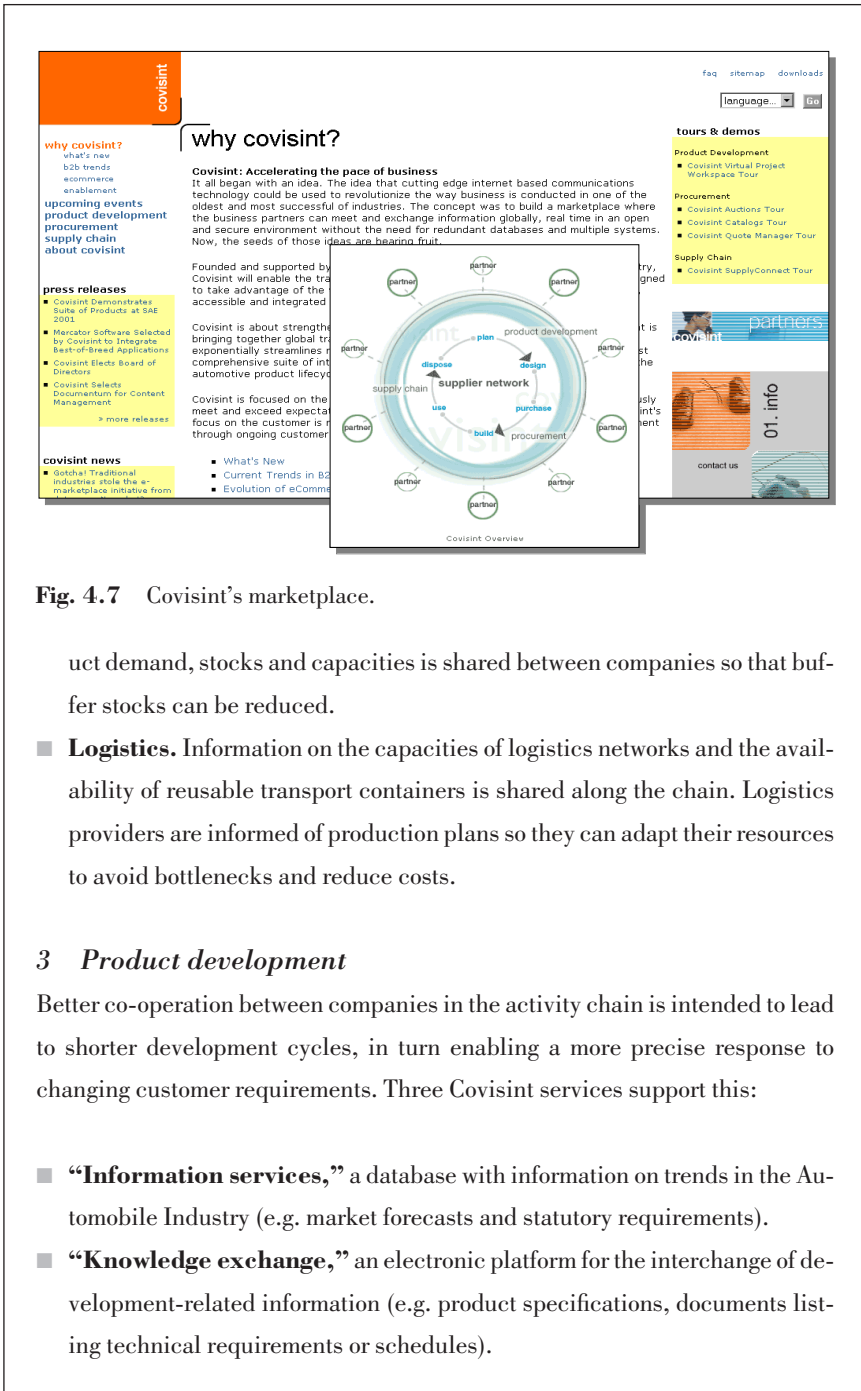 covisint
faq sitemap downloads
language... Go
why covisint?
what's new
b2b trends
ecommerce
enablement
upcoming events
product development
procurement
supply chain
about covisint
press releases
Covisint Demonstrates
Suite of Products at SAE
2001
Mercator Software Selected
by Covisint to Integrate
Best-of-Breed Applications
Covisint Elects Board of
Directors
Covisint Selects
Documentum for Content
Management
» more releases
covisint news
Gotcha! Traditional
industries stole the e-
marketplace initiative from
why covisint?
Covisint: Accelerating the pace of business
It all began with an idea. The idea that cutting edge internet based communications
technology could be used to revolutionize the way business is conducted in one of the
oldest and most successful of industries. The concept was to build a marketplace where
the business partners can meet and exchange information globally, real time in an open
and secure environment without the need for redundant databases and multiple systems.
Now, the seeds of those ideas are bearing fruit.
Founded and supported by
Covisint will enable the tra
to take advantage of the
accessible and integrated
Covisint is about strengthe
bringing together global tra
exponentially streamlines
comprehensive suite of int
automotive product lifecyc
Covisint is focused on the
meet and exceed expectat
focus on the customer is
through ongoing customer
What's New
Current Trends in B2
Evolution of eComme
partner
partner
partner
partner
partner
partner
partner
partner
partner
partner
plan
product development
design
purchase
procurement
build
use
supply chain
dispose
supplier network
Covisint Overview
tours & demos
Product Development
Covisint Virtual Project
Workspace Tour
Procurement
Covisint Auctions Tour
Covisint Catalogs Tour
Covisint Quote Manager Tour
Supply Chain
Covisint SupplyConnect Tour
partners
covisint
01. info
contact us
Fig. 4.7 Covisint's marketplace.
uct demand, stocks and capacities is shared between companies so that buf-
fer stocks can be reduced.
■ Logistics. Information on the capacities of logistics networks and the avail-
ability of reusable transport containers is shared along the chain. Logistics
providers are informed of production plans so they can adapt their resources
to avoid bottlenecks and reduce costs.
3 Product development
Better co-operation between companies in the activity chain is intended to lead
to shorter development cycles, in turn enabling a more precise response to
changing customer requirements. Three Covisint services support this:
■ “Information services,” a database with information on trends in the Au-
tomobile Industry (e.g. market forecasts and statutory requirements).
■ “Knowledge exchange,” an electronic platform for the interchange of de-
velopment-related information (e.g. product specifications, documents list-
ing technical requirements or schedules).